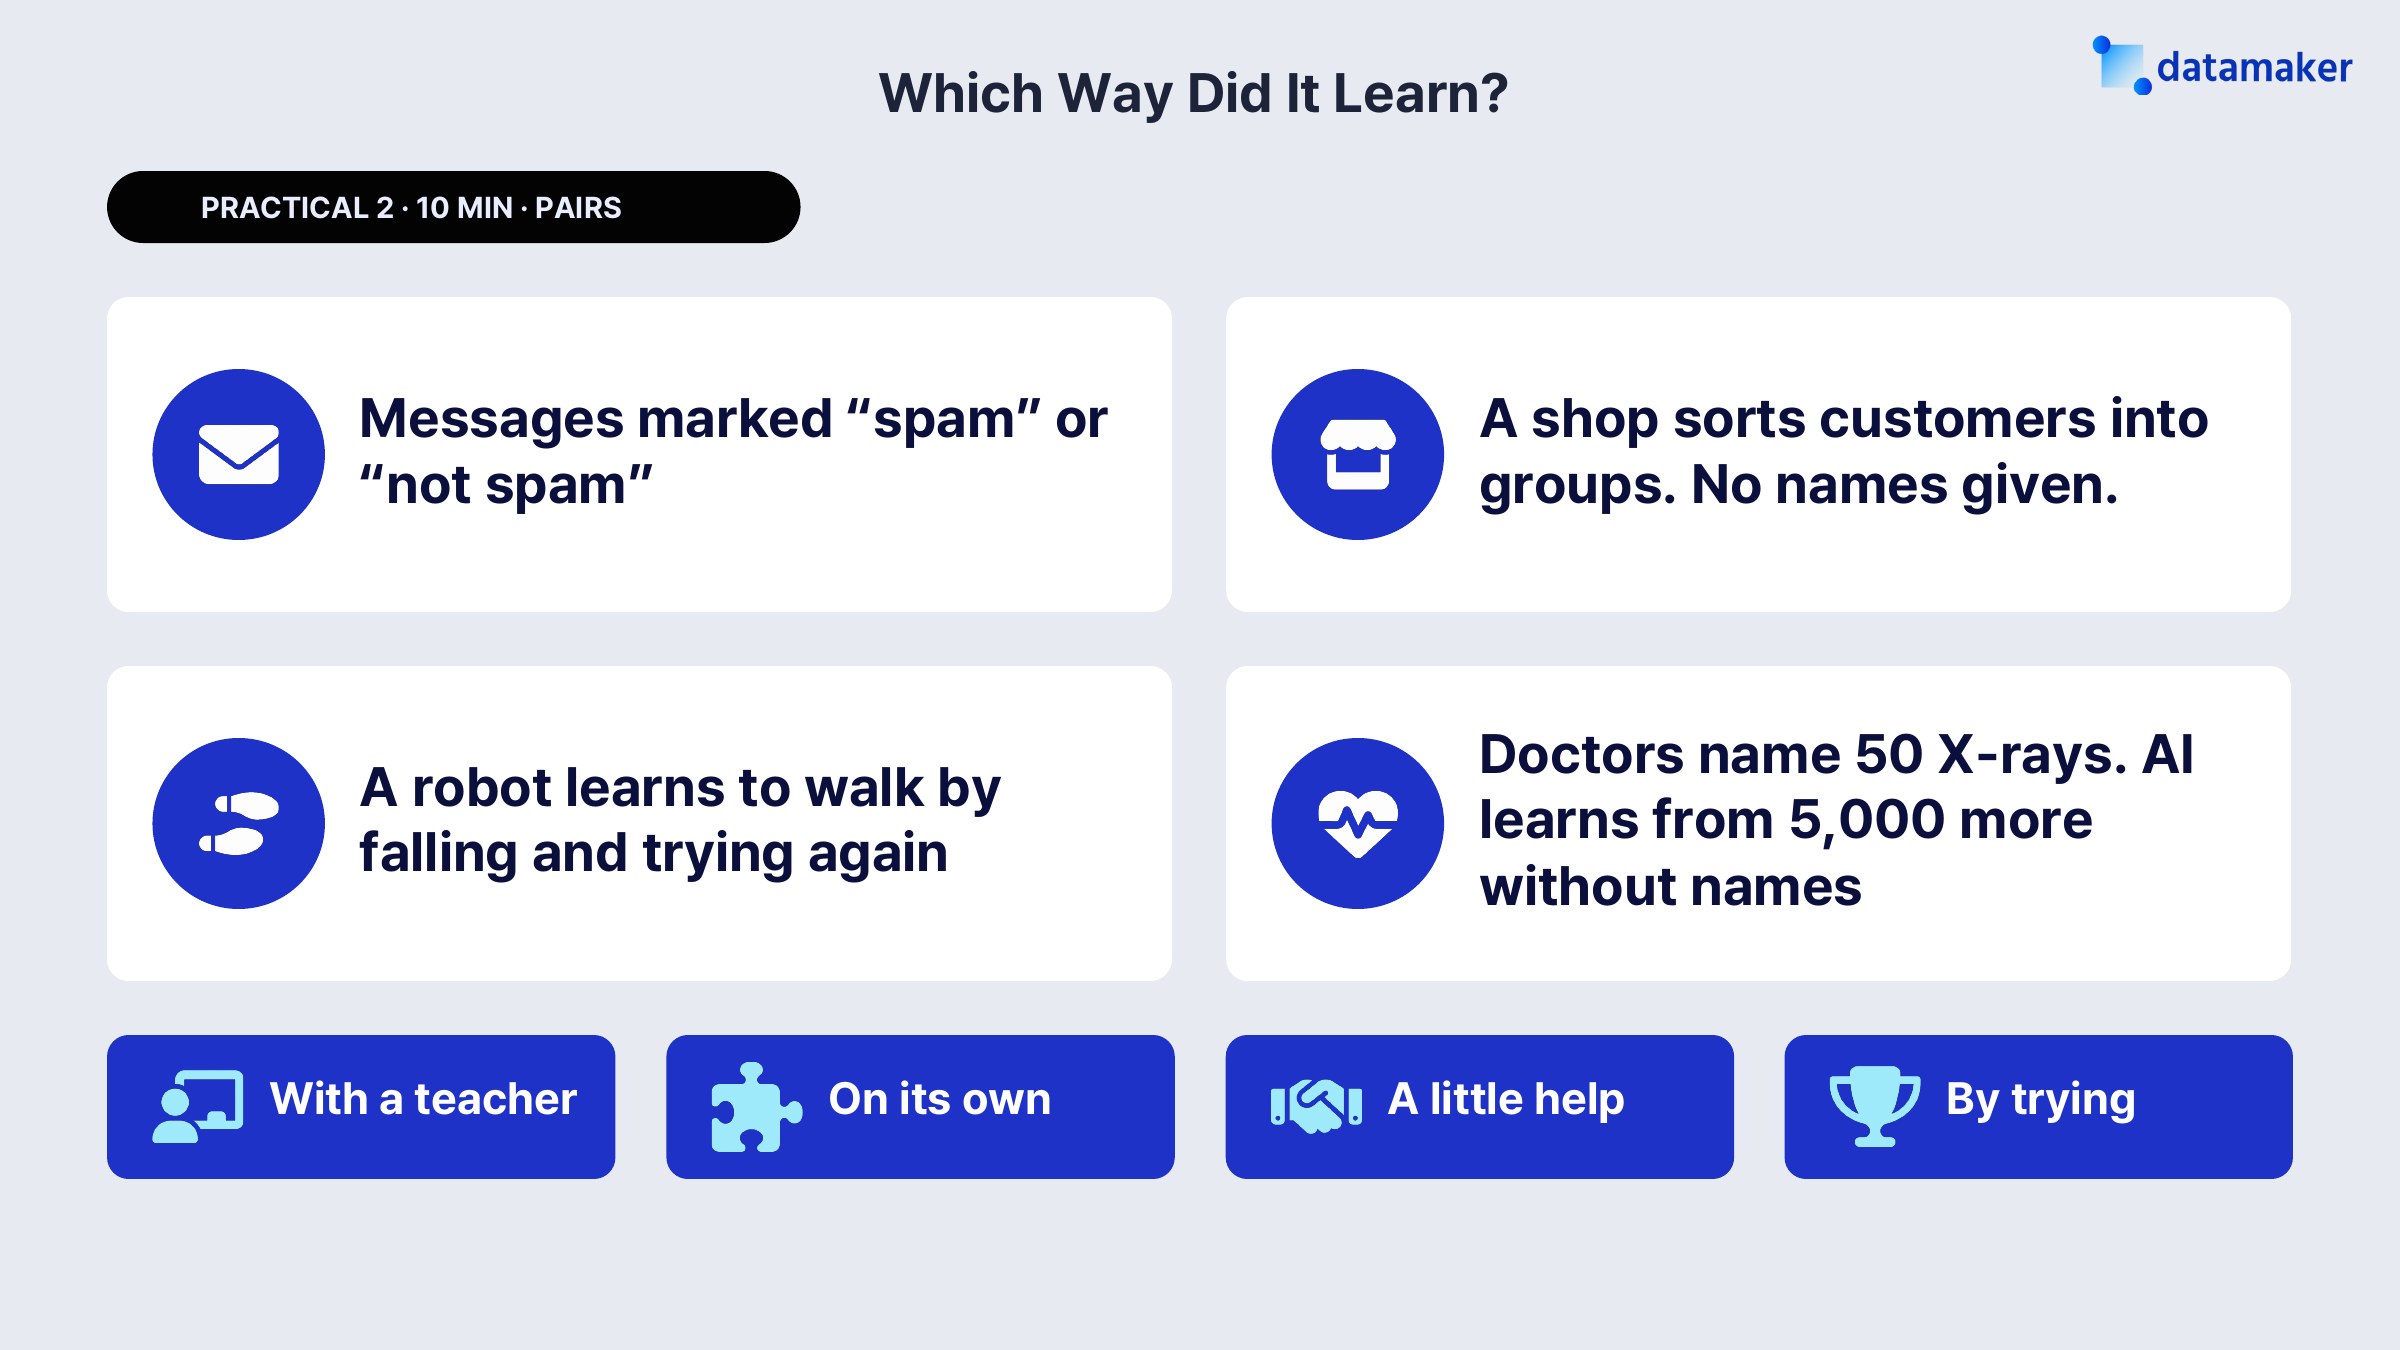 Which Way Did It Learn?
datamaker
PRACTICAL 2 · 10 MIN · PAIRS
Messages marked “spam” or
“not spam”
A shop sorts customers into
groups. No names given.
A robot learns to walk by
falling and trying again
Doctors name 50 X-rays. AI
learns from 5,000 more
without names
With a teacher
On its own
A little help
By trying